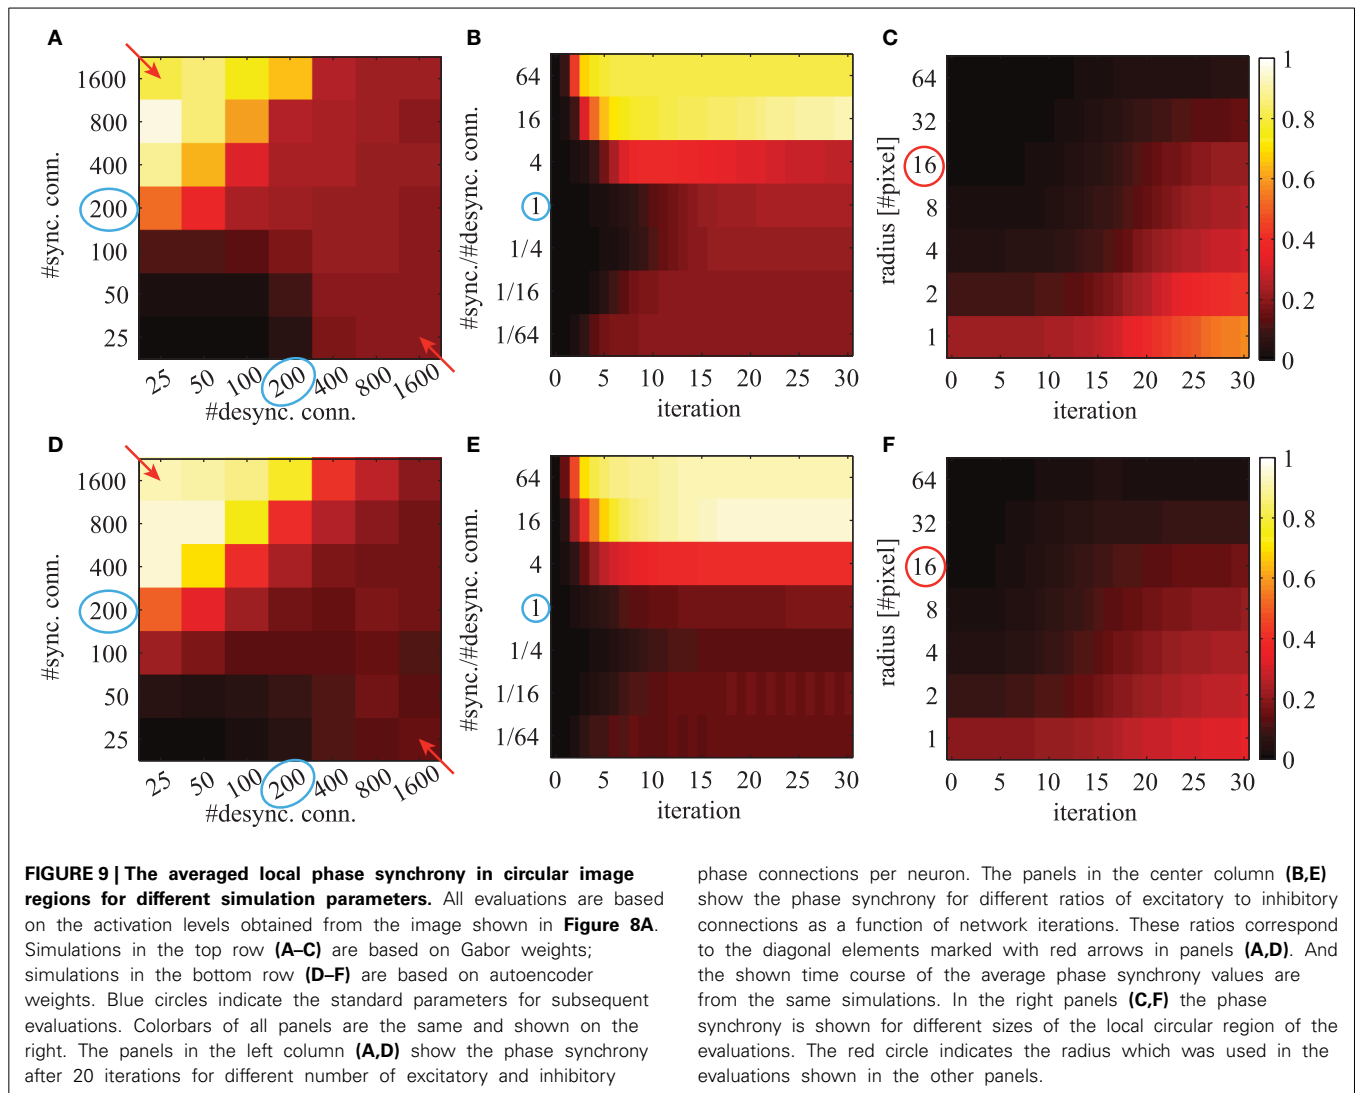 A
#sync. conn.
1600
800
400
200
100
50
25
25 50 100 200 400 800 1600
#desync. conn.
B
#sync./#desync. conn.
64
16
4
1
1/4
1/16
1/64
0 5 10 15 20 25 30
iteration
C
radius [#pixel]
64
32
16
8
4
2
1
0 5 10 15 20 25 30
iteration
1
0.8
0.6
0.4
0.2
0
D
#sync. conn.
1600
800
400
200
100
50
25
25 50 100 200 400 800 1600
#desync. conn.
E
#sync./#desync. conn.
64
16
4
1
1/4
1/16
1/64
0 5 10 15 20 25 30
iteration
F
radius [#pixel]
64
32
16
8
4
2
1
0 5 10 15 20 25 30
iteration
1
0.8
0.6
0.4
0.2
0
FIGURE 9 | The averaged local phase synchrony in circular image
regions for different simulation parameters. All evaluations are based
on the activation levels obtained from the image shown in Figure 8A.
Simulations in the top row (A–C) are based on Gabor weights;
simulations in the bottom row (D–F) are based on autoencoder
weights. Blue circles indicate the standard parameters for subsequent
evaluations. Colorbars of all panels are the same and shown on the
right. The panels in the left column (A,D) show the phase synchrony
after 20 iterations for different number of excitatory and inhibitory
phase connections per neuron. The panels in the center column (B,E)
show the phase synchrony for different ratios of excitatory to inhibitory
connections as a function of network iterations. These ratios correspond
to the diagonal elements marked with red arrows in panels (A,D). And
the shown time course of the average phase synchrony values are
from the same simulations. In the right panels (C,F) the phase
synchrony is shown for different sizes of the local circular region of the
evaluations. The red circle indicates the radius which was used in the
evaluations shown in the other panels.